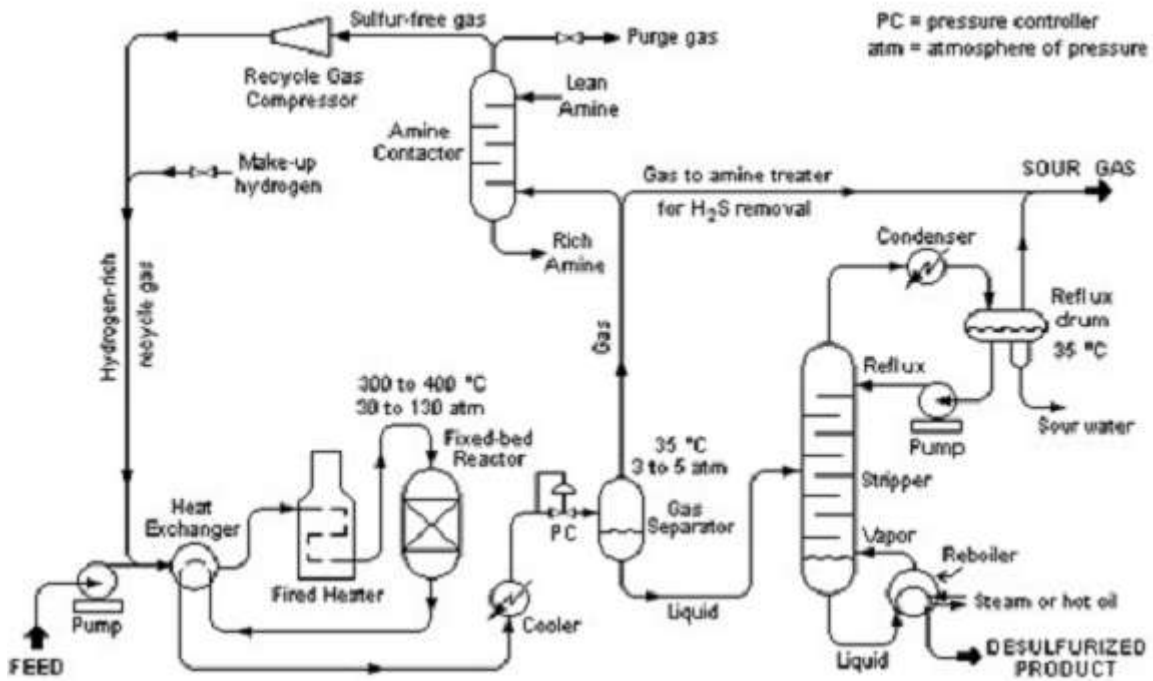 Sulfur-free gas
Purge gas
PC = pressure controller
atm = atmosphere of pressure
Recycle Gas
Compressor
Lean
Amine
Amine
Contactor
Make-up
hydrogen
Gas to amine treater
for H₂S removal
SOUR GAS
Rich
Amine
Condenser
Hydrogen-rich
recycle gas
Gas
Reflux
drum
35 °C
300 to 400 °C
30 to 130 atm
Fixed-bed
Reactor
Reflux
Pump
Sour water
35 °C
3 to 5 atm
Gas
Separator
Stripper
Heat
Exchanger
PC
Vapor
Reboiler
Fired Heater
Steam or hot oil
Pump
Cooler
Liquid
FEED
Liquid
DESULFURIZED
PRODUCT